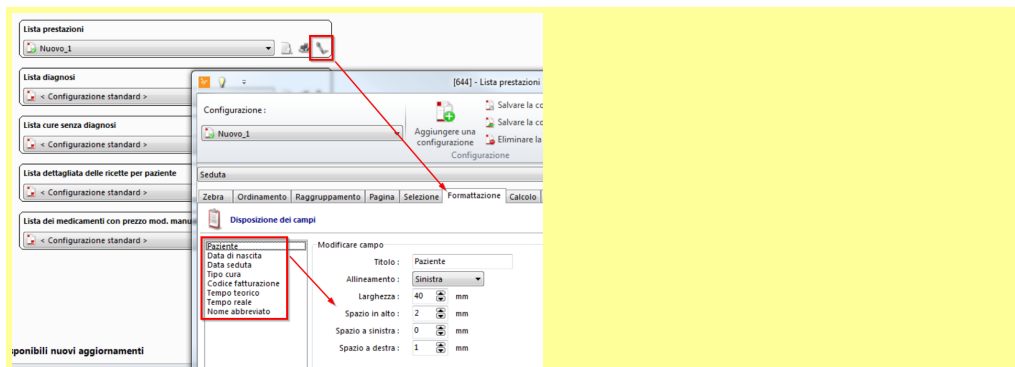 Lista prestazioni
Nuovo_1
Lista diagnosi
< Configurazione standard >
Lista cure senza diagnosi
< Configurazione standard >
Lista dettagliata delle ricette per paziente
< Configurazione standard >
Lista dei medicamenti con prezzo mod. manu
< Configurazione standard >
ponibili nuovi aggiornamenti
[644] - Lista prestazioni
Configurazione :
Nuovo_1
Aggiungere una
configurazione
Salvare la co
Salvare la co
Eliminare la
Configurazione
Seduta
Zebra Ordinamento Raggruppamento Pagina Selezione Formattazione Calcolo
Disposizione dei campi
Paziente
Data di nascita
Data seduta
Tipo cura
Codice fatturazione
Tempo teorico
Tempo reale
Nome abbreviato
Modificare campo
Titolo : Paziente
Allineamento : Sinistra
Larghezza : 40 mm
Spazio in alto : 2 mm
Spazio a sinistra : 0 mm
Spazio a destra : 1 mm